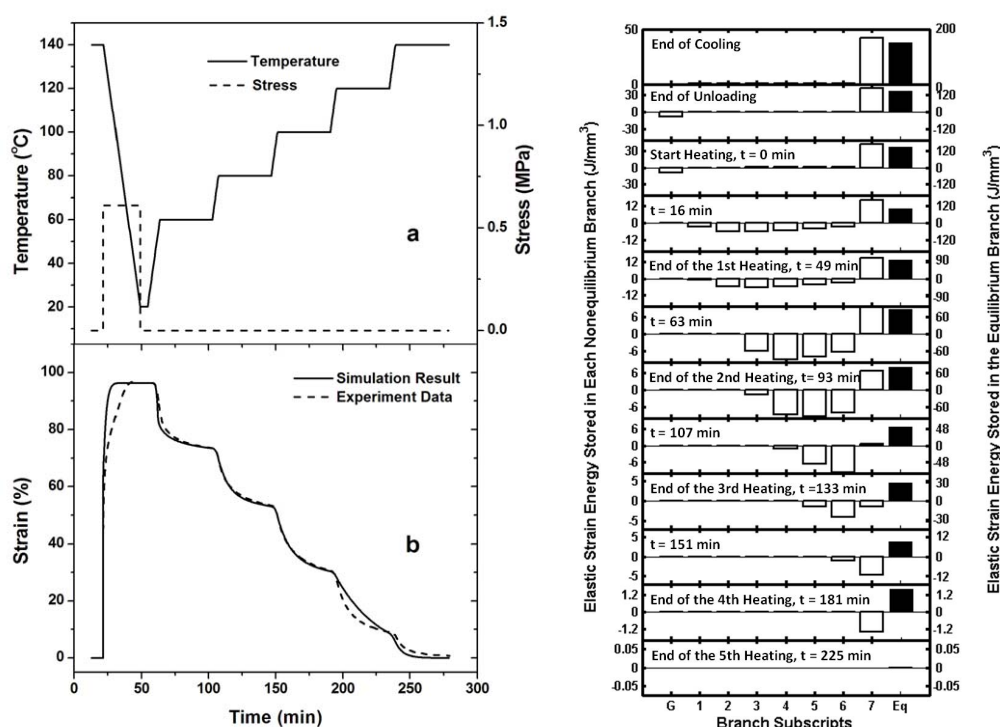 140
120
100
80
60
40
20
Temperature (°C)
Temperature
Stress
a
1.5
1.0
0.5
0.0
Stress (MPa)
100
80
60
40
20
0
Strain (%)
Simulation Result
Experiment Data
b
0 50 100 150 200 250 300
Time (min)
Elastic Strain Energy Stored in Each Nonequilibrium Branch (J/mm³)
50 End of Cooling 200
0 0
30 End of Unloading 120
0 0
-30 -120
30 120
0 Start Heating, t = 0 min 0
-30 -120
12 t = 16 min 120
0 0
-12 -120
12 End of the 1st Heating, t = 49 min 90
0 0
-12 -90
6 t = 63 min 60
0 0
-6 -60
6 End of the 2nd Heating, t= 93 min 60
0 0
-6 -60
6 t = 107 min 48
0 0
-6 -48
5 End of the 3rd Heating, t =133 min 30
0 0
-5 -30
5 t = 151 min 12
0 0
-5 -12
1.2 End of the 4th Heating, t = 181 min 1.2
0 0
-1.2 -1.2
0.05 End of the 5th Heating, t = 225 min 0.05
0 0
-0.05 -0.05
G 1 2 3 4 5 6 7 Eq
Branch Subscripts
Elastic Strain Energy Stored in the Equilibrium Branch (J/mm³)